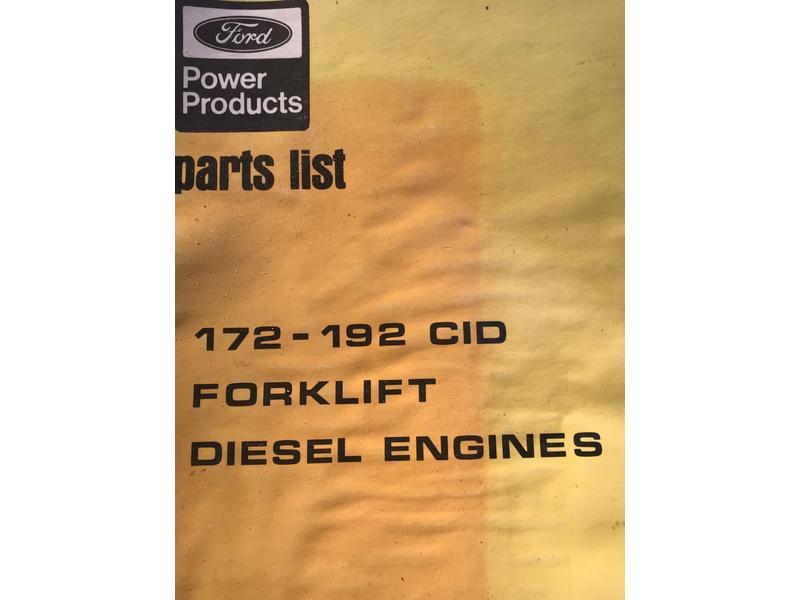 Ford
Power
Products
parts list
172-192 CID
FORKLIFT
DIESEL ENGINES